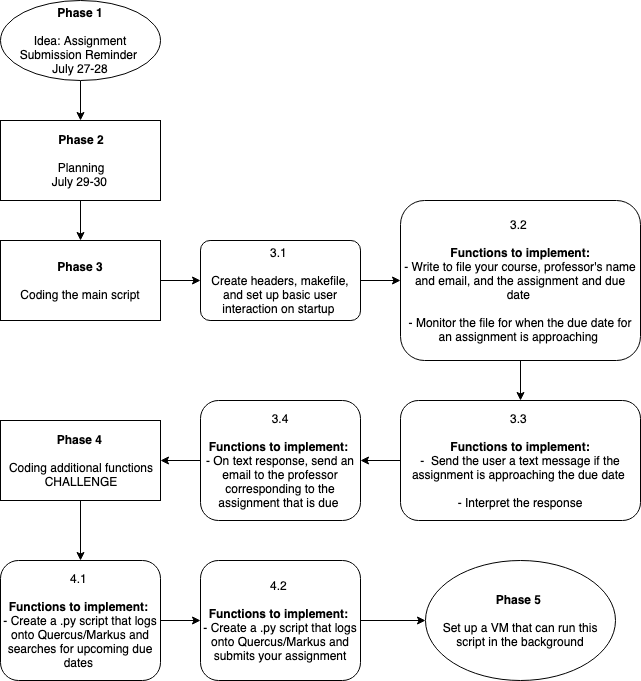 Phase 1
Idea: Assignment
Submission Reminder
July 27-28
Phase 2
Planning
July 29-30
Phase 3
Coding the main script
3.1
Create headers, makefile,
and set up basic user
interaction on startup
3.2
Functions to implement:
- Write to file your course, professor's name
and email, and the assignment and due
date
- Monitor the file for when the due date for
an assignment is approaching
3.3
Functions to implement:
- Send the user a text message if the
assignment is approaching the due date
- Interpret the response
3.4
Functions to implement:
- On text response, send an
email to the professor
corresponding to the
assignment that is due
Phase 4
Coding additional functions
CHALLENGE
4.1
Functions to implement:
- Create a .py script that logs
onto Quercus/Markus and
searches for upcoming due
dates
4.2
Functions to implement:
- Create a .py script that logs
onto Quercus/Markus and
submits your assignment
Phase 5
Set up a VM that can run this
script in the background